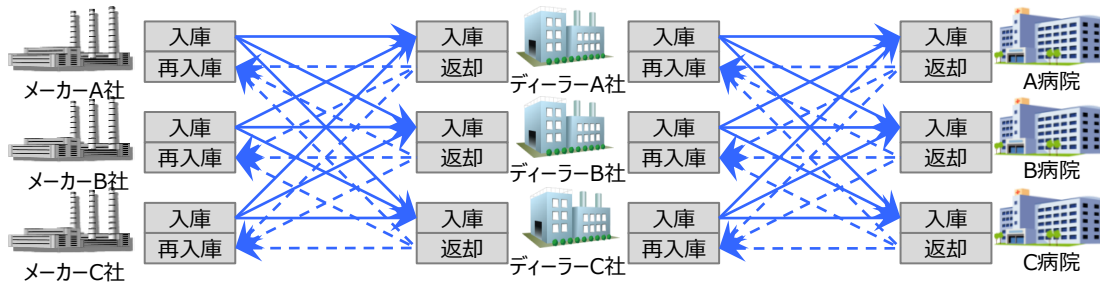 入庫 入庫 入庫 入庫
再入庫 返却 再入庫 返却
メーカーA社 ディーラーA社 A病院
入庫 入庫 入庫 入庫
再入庫 返却 再入庫 返却
メーカーB社 ディーラーB社 B病院
入庫 入庫 入庫 入庫
再入庫 返却 再入庫 返却
メーカーC社 ディーラーC社 C病院